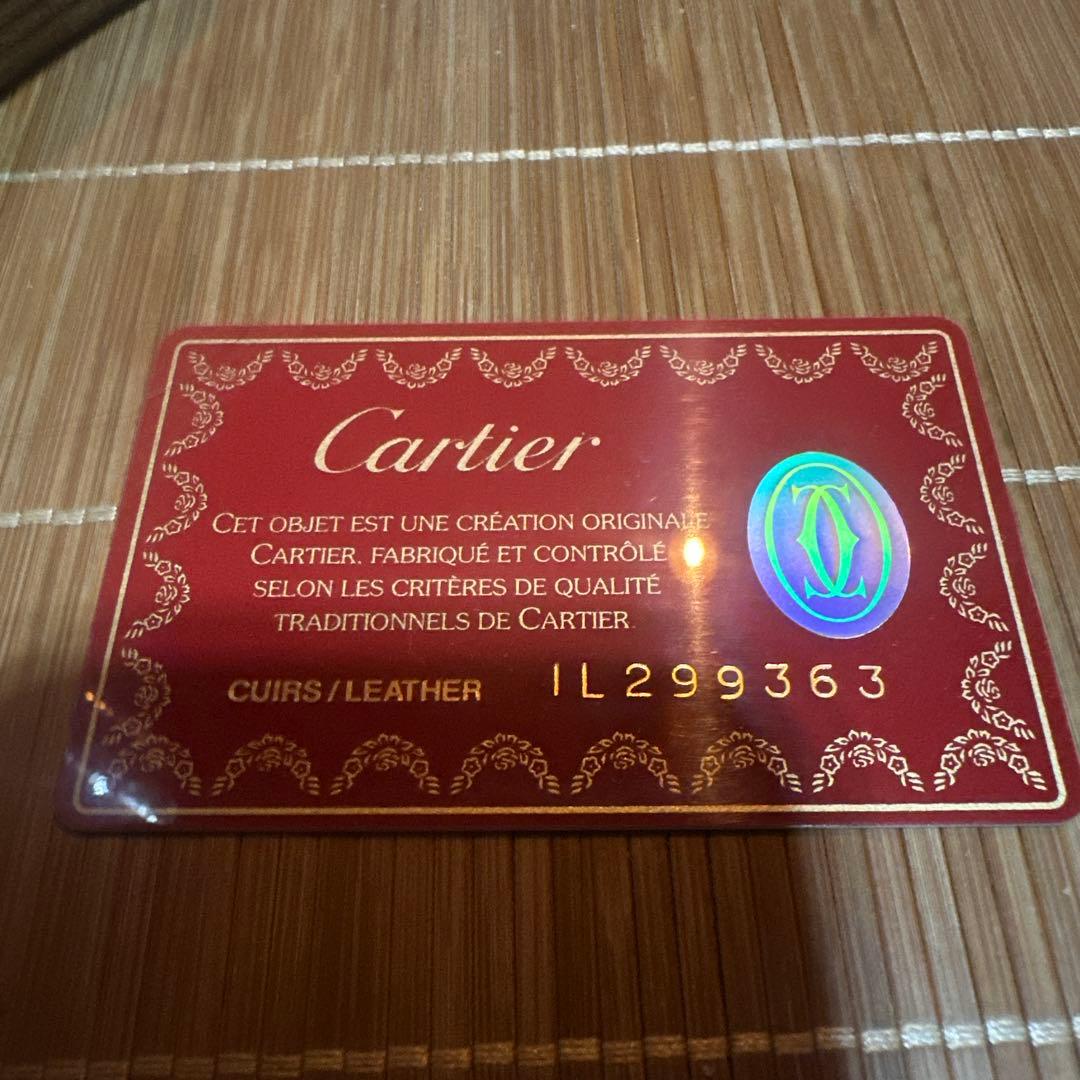 Cartier
CET OBJET EST UNE CRÉATION ORIGINALE
CARTIER, FABRIQUÉ ET CONTRÔLÉ
SELON LES CRITÈRES DE QUALITÉ
TRADITIONNELS DE CARTIER.
CUIRS/LEATHER IL299363